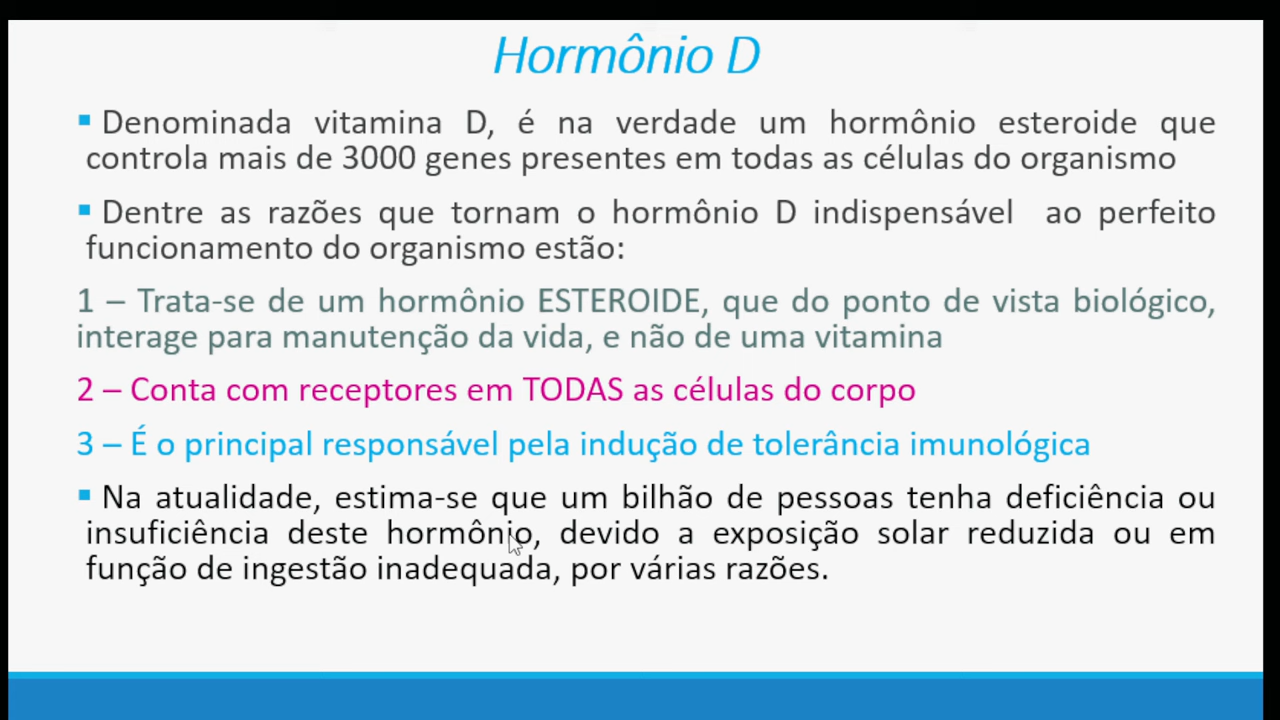 Hormônio D
▪ Denominada vitamina D, é na verdade um hormônio esteroide que
controla mais de 3000 genes presentes em todas as células do organismo
▪ Dentre as razões que tornam o hormônio D indispensável ao perfeito
funcionamento do organismo estão:
1 – Trata-se de um hormônio ESTEROIDE, que do ponto de vista biológico,
interage para manutenção da vida, e não de uma vitamina
2 – Conta com receptores em TODAS as células do corpo
3 – É o principal responsável pela indução de tolerância imunológica
▪ Na atualidade, estima-se que um bilhão de pessoas tenha deficiência ou
insuficiência deste hormônio, devido a exposição solar reduzida ou em
função de ingestão inadequada, por várias razões.